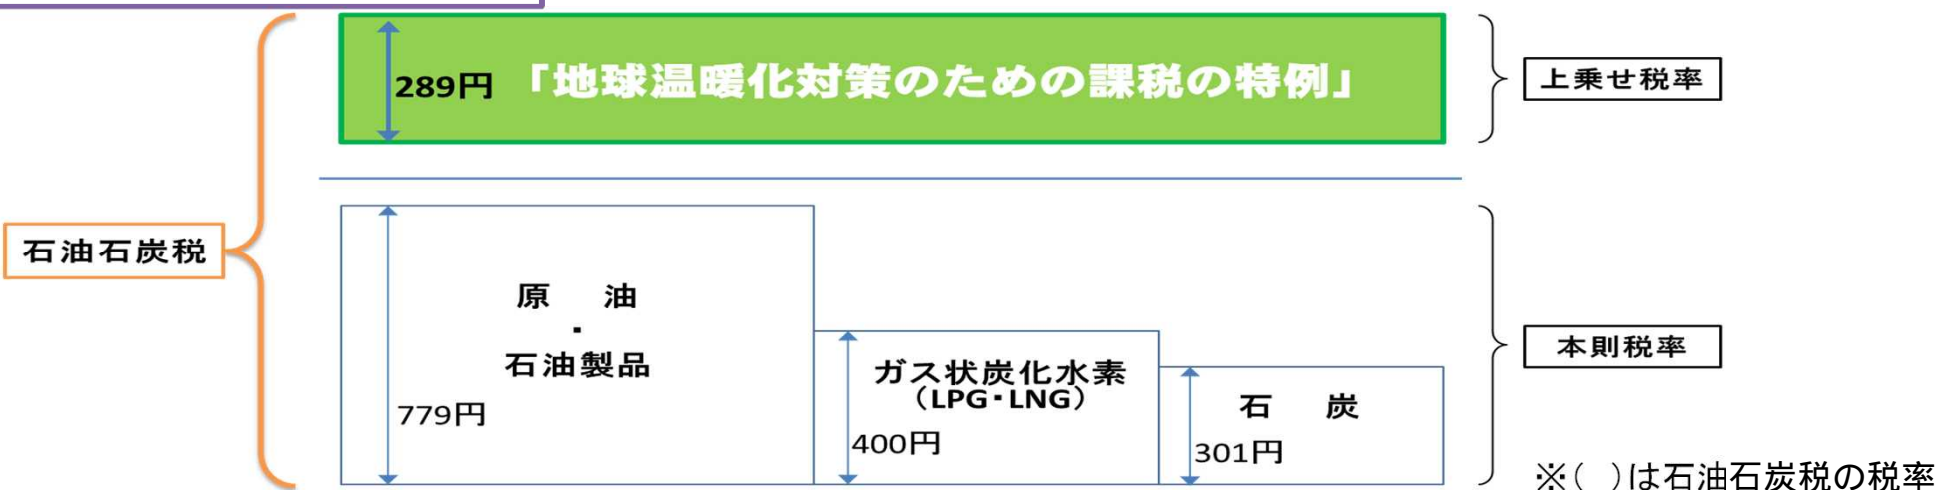 289円 「地球温暖化対策のための課税の特例」
上乗せ税率
石油石炭税
原　油
・
石油製品
779円
ガス状炭化水素
（LPG・LNG）
400円
石　炭
301円
本則税率
※(　)は石油石炭税の税率